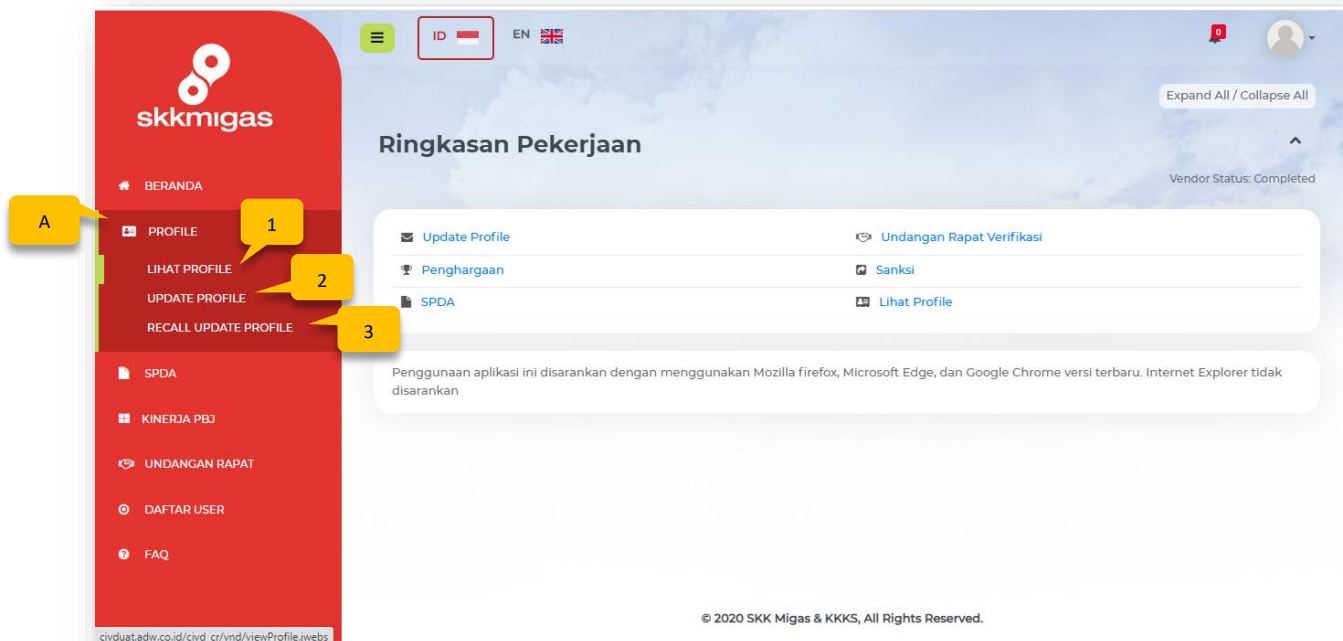 ID
EN
0
Expand All / Collapse All
skkmigas
Ringkasan Pekerjaan
Vendor Status: Completed
BERANDA
A
PROFILE
1
LIHAT PROFILE
2
UPDATE PROFILE
3
RECALL UPDATE PROFILE
SPDA
KINERJA PBJ
UNDANGAN RAPAT
DAFTAR USER
FAQ
Update Profile
Undangan Rapat Verifikasi
Penghargaan
Sanksi
SPDA
Lihat Profile
Penggunaan aplikasi ini disarankan dengan menggunakan Mozilla firefox, Microsoft Edge, dan Google Chrome versi terbaru. Internet Explorer tidak
disarankan
© 2020 SKK Migas & KKKS, All Rights Reserved.
civduat.adw.co.id/civd_cr/vnd/viewProfile.jwebs